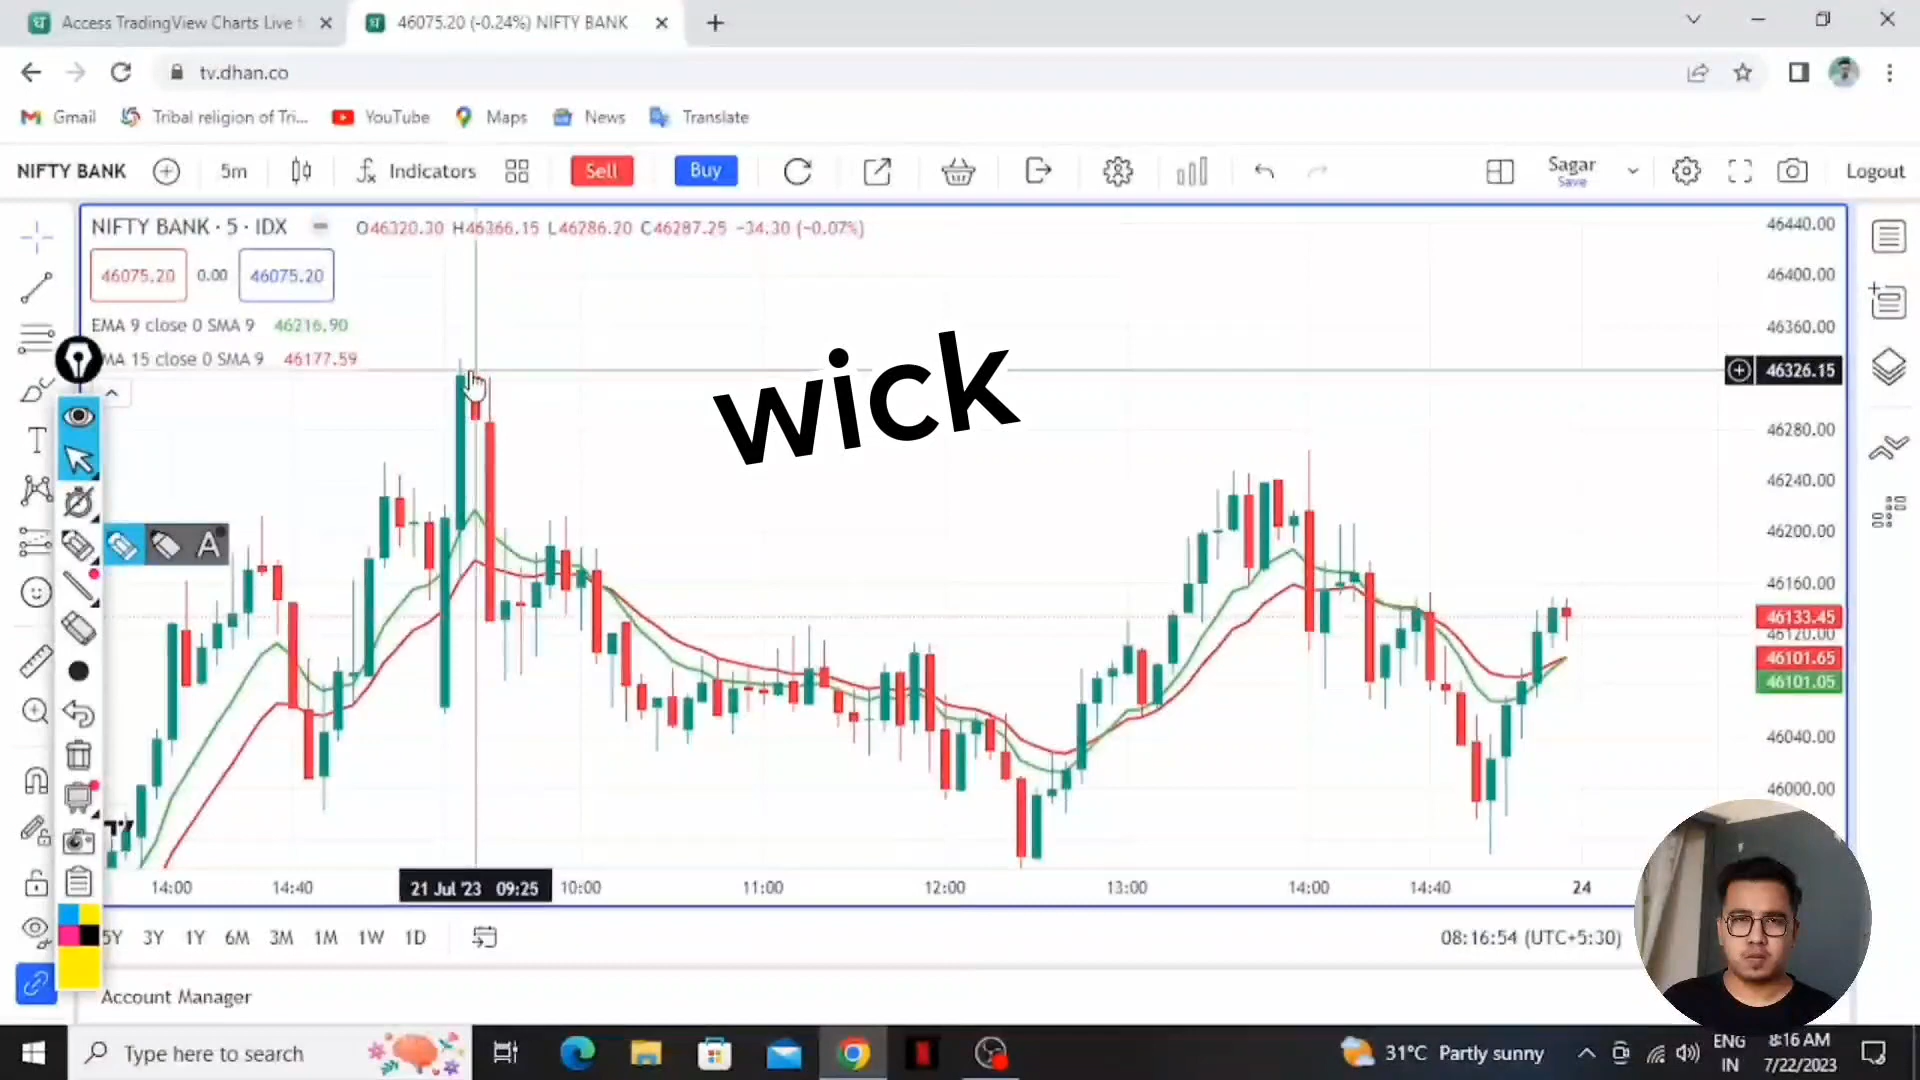 Access TradingView Charts Live
46075.20 (-0.24%) NIFTY BANK
tv.dhan.co
Gmail
Tribal religion of Tri...
YouTube
Maps
News
Translate
NIFTY BANK
5m
Indicators
Sell
Buy
Sagar
Save
Logout
NIFTY BANK · 5 · IDX
O46320.30 H46366.15 L46286.20 C46287.25 −34.30 (−0.07%)
46075.20
0.00
46075.20
EMA 9 close 0 SMA 9 46216.90
MA 15 close 0 SMA 9 46177.59
wick
46440.00
46400.00
46360.00
46326.15
46280.00
46240.00
46200.00
46160.00
46133.45
46120.00
46101.65
46101.05
46040.00
46000.00
T
A
14:00
14:40
21 Jul '23 09:25
10:00
11:00
12:00
13:00
14:00
14:40
24
5Y
3Y
1Y
6M
3M
1M
1W
1D
08:16:54 (UTC+5:30)
Account Manager
Type here to search
31°C Partly sunny
ENG
IN
8:16 AM
7/22/2023